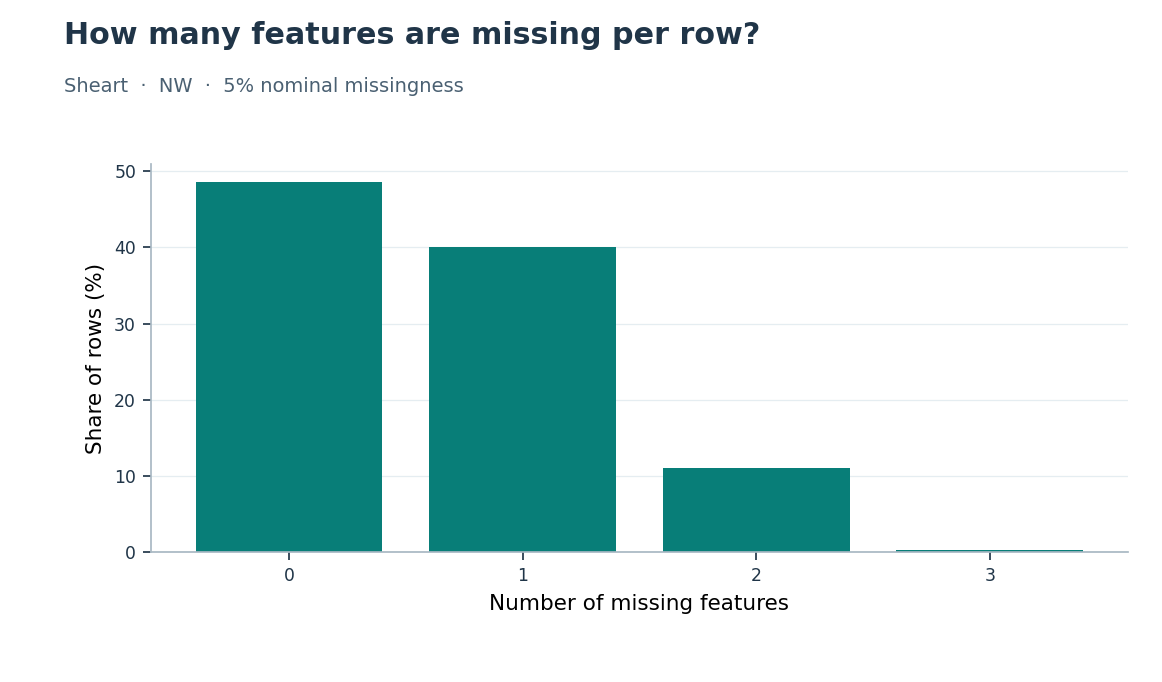 How many features are missing per row?
Sheart · NW · 5% nominal missingness
50
40
30
20
10
0
Share of rows (%)
0 1 2 3
Number of missing features